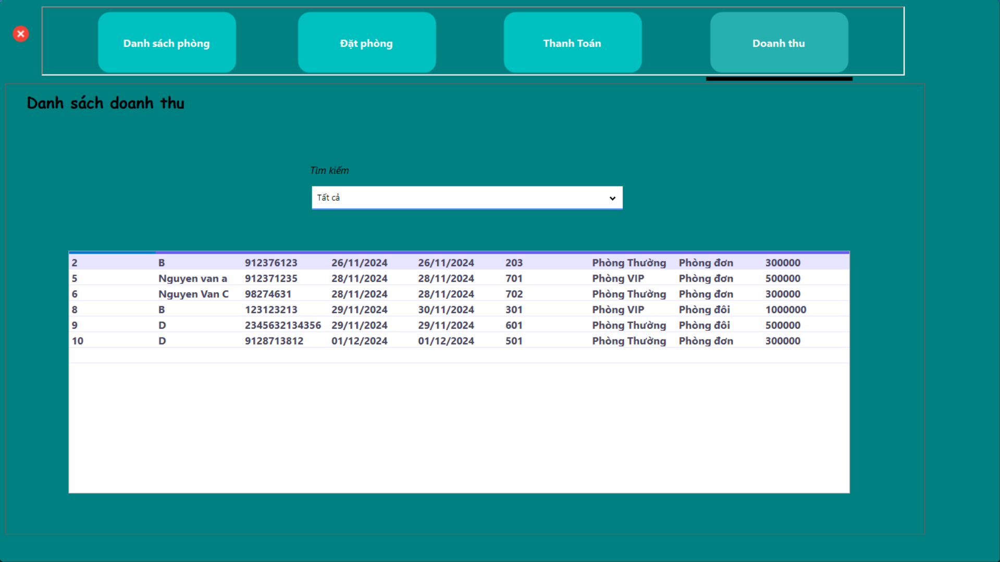 Danh sách phòng Đặt phòng Thanh Toán Doanh thu
Danh sách doanh thu
Tìm kiếm
Tất cả
2 B 912376123 26/11/2024 26/11/2024 203 Phòng Thường Phòng đơn 300000
5 Nguyen van a 912371235 28/11/2024 28/11/2024 701 Phòng VIP Phòng đơn 500000
6 Nguyen Van C 98274631 28/11/2024 28/11/2024 702 Phòng Thường Phòng đơn 300000
8 B 123123213 29/11/2024 30/11/2024 301 Phòng VIP Phòng đôi 1000000
9 D 2345632134356 29/11/2024 29/11/2024 601 Phòng Thường Phòng đôi 500000
10 D 9128713812 01/12/2024 01/12/2024 501 Phòng Thường Phòng đơn 300000